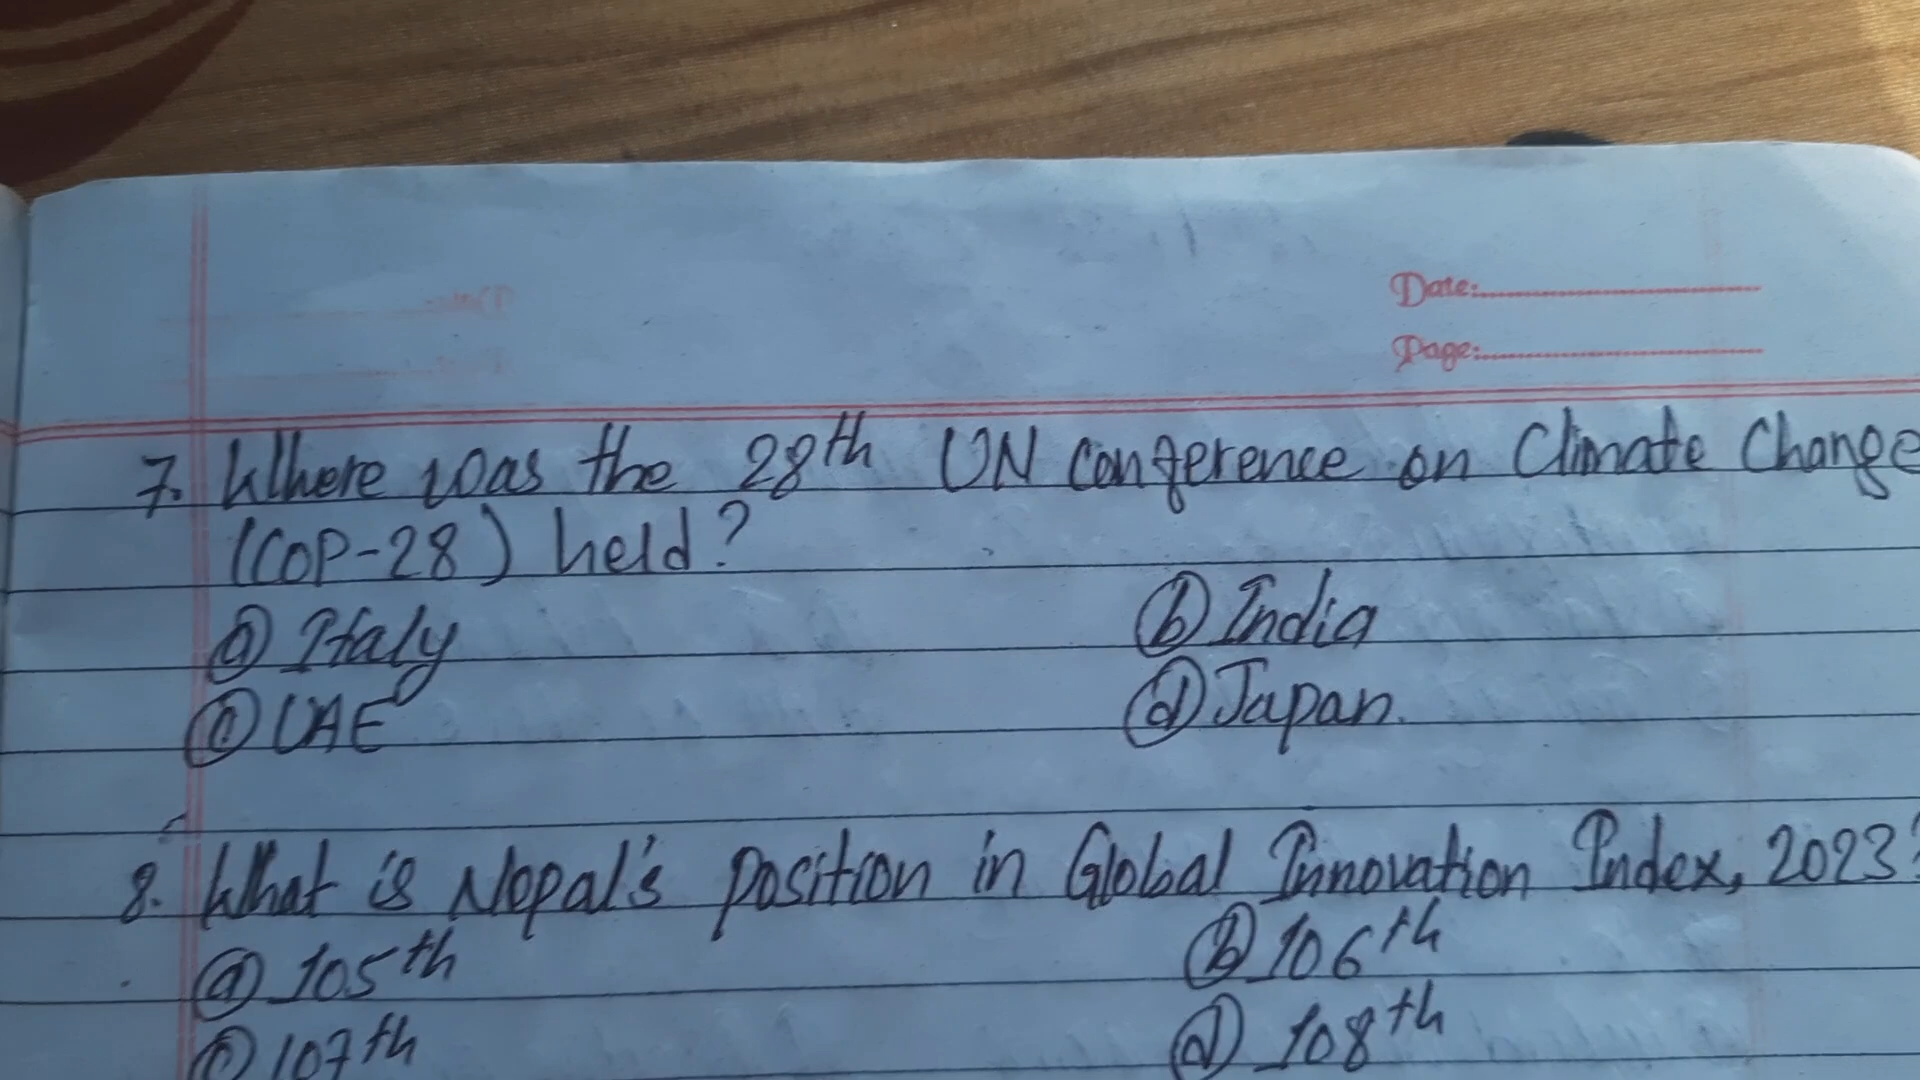 Date:
Page:
7. Where was the 28th UN Conference on Climate Change
(COP-28) held?
ⓐ Italy ⓑ India
ⓒ UAE ⓓ Japan.
8. What is Nepal's position in Global Innovation Index, 2023?
ⓐ 105th ⓑ 106th
ⓒ 107th ⓓ 108th